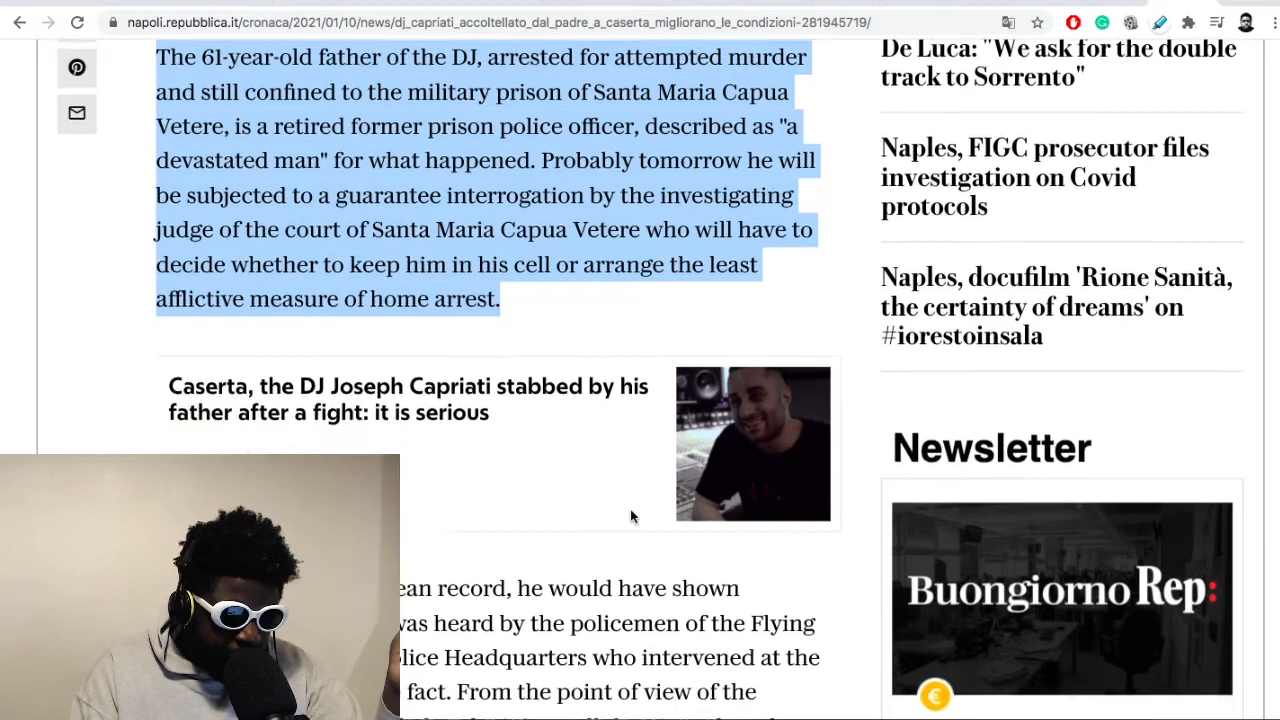 napoli.repubblica.it/cronaca/2021/01/10/news/dj_capriati_accoltellato_dal_padre_a_caserta_migliorano_le_condizioni-281945719/
The 61-year-old father of the DJ, arrested for attempted murder
and still confined to the military prison of Santa Maria Capua
Vetere, is a retired former prison police officer, described as "a
devastated man" for what happened. Probably tomorrow he will
be subjected to a guarantee interrogation by the investigating
judge of the court of Santa Maria Capua Vetere who will have to
decide whether to keep him in his cell or arrange the least
afflictive measure of home arrest.
Caserta, the DJ Joseph Capriati stabbed by his
father after a fight: it is serious
ean record, he would have shown
was heard by the policemen of the Flying
lice Headquarters who intervened at the
fact. From the point of view of the
De Luca: "We ask for the double
track to Sorrento"
Naples, FIGC prosecutor files
investigation on Covid
protocols
Naples, docufilm 'Rione Sanità,
the certainty of dreams' on
#iorestoinsala
Newsletter
Buongiorno Rep:
€